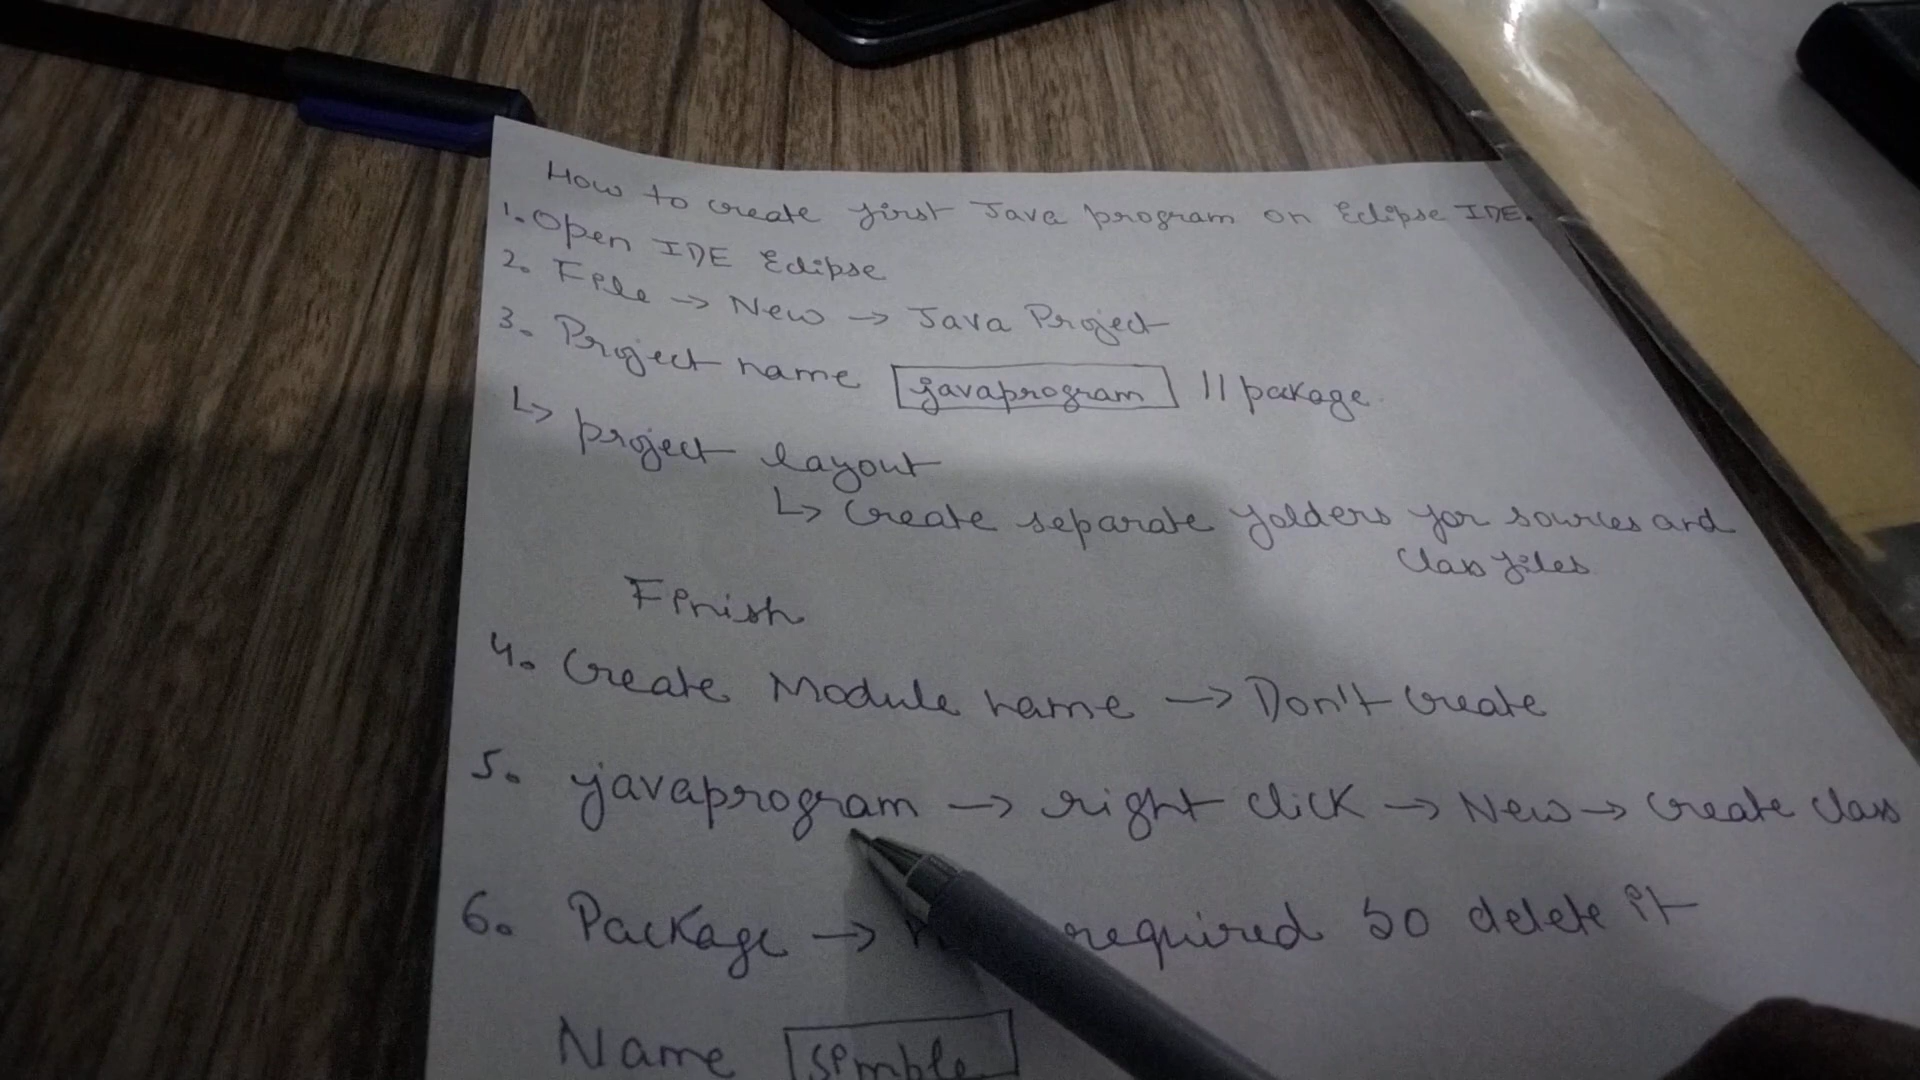 How to create first Java program on Eclipse IDE.
1. Open IDE Eclipse
2. File → New → Java Project
3. Project name javaprogram // package
↳ project layout
↳ Create separate folders for sources and
class files
Finish
4. Create Module name → Don't create
5. javaprogram → right click → New → create class
6. Package → required so delete it
Name simple